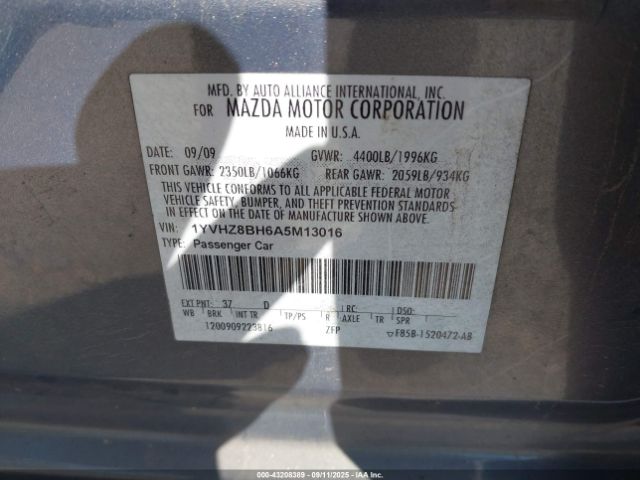 MFD. BY AUTO ALLIANCE INTERNATIONAL, INC.
FOR MAZDA MOTOR CORPORATION
MADE IN U.S.A.
DATE: 09/09 GVWR: 4400LB/1996KG
FRONT GAWR: 2350LB/1066KG REAR GAWR: 2059LB/934KG
THIS VEHICLE CONFORMS TO ALL APPLICABLE FEDERAL MOTOR
VEHICLE SAFETY, BUMPER, AND THEFT PREVENTION STANDARDS
IN EFFECT ON THE DATE OF MANUFACTURE SHOWN ABOVE.
VIN: 1YVHZ8BH6A5M13016
TYPE: Passenger Car
EXT PNT: 37 D RC: DSO:
WB BRK INT TR TP/PS R AXLE TR SPR
1200909223816 ZFP F85B-1520472-AB
000-43208389 - 09/11/2025 - IAA Inc.